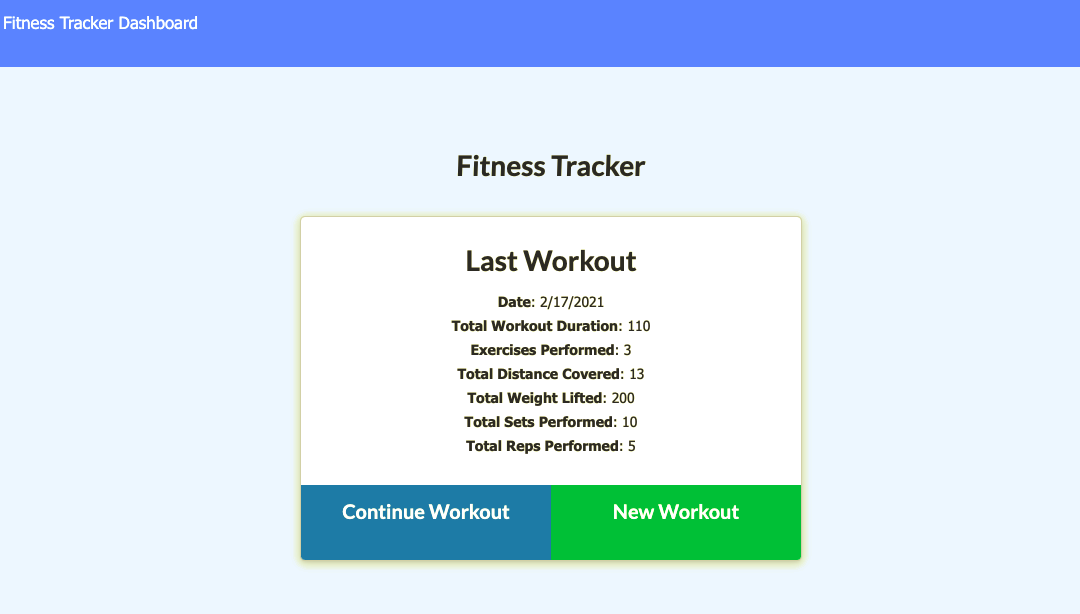 Fitness Tracker Dashboard
Fitness Tracker
Last Workout
Date: 2/17/2021
Total Workout Duration: 110
Exercises Performed: 3
Total Distance Covered: 13
Total Weight Lifted: 200
Total Sets Performed: 10
Total Reps Performed: 5
Continue Workout
New Workout